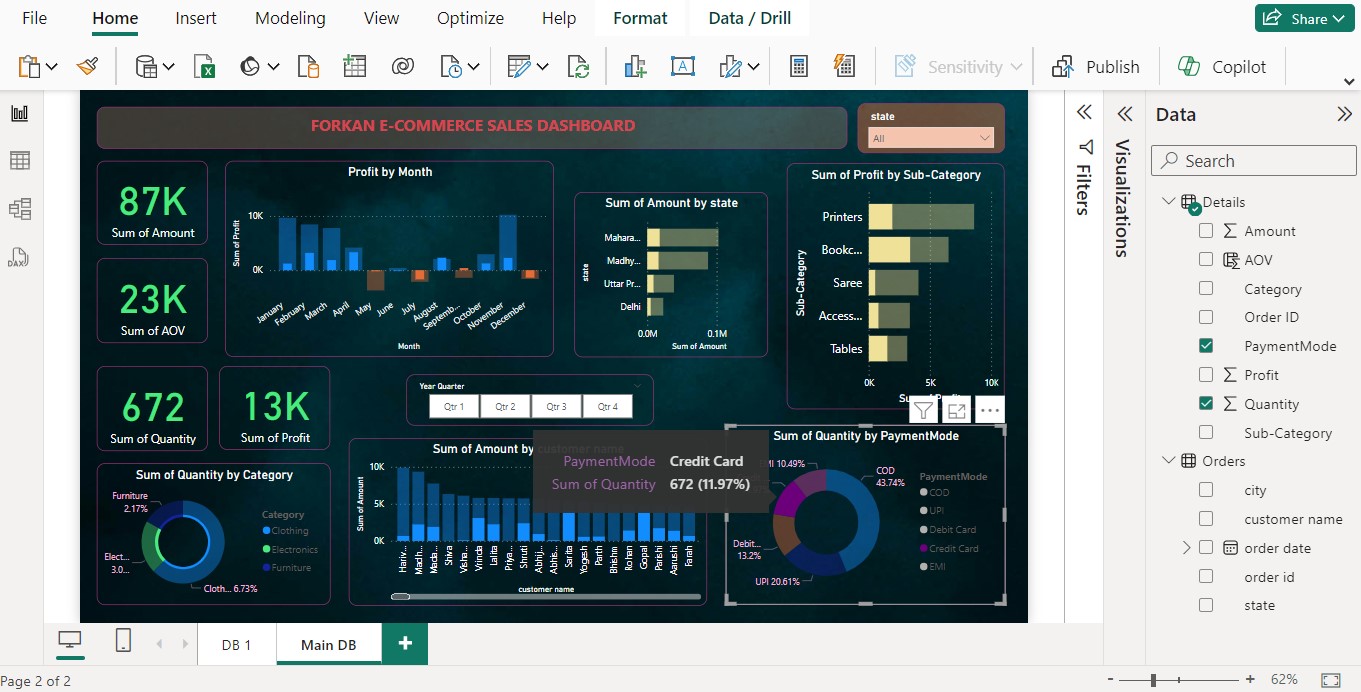 File Home Insert Modeling View Optimize Help Format Data / Drill Share
Sensitivity Publish Copilot
FORKAN E-COMMERCE SALES DASHBOARD
state
All
87K
Sum of Amount
23K
Sum of AOV
672
Sum of Quantity
13K
Sum of Profit
Profit by Month
Sum of Profit
10K
0K
January February March April May June July August Septemb... October November December
Month
Sum of Amount by state
state
Mahara...
Madhy...
Uttar Pr...
Delhi
0.0M 0.1M
Sum of Amount
Sum of Profit by Sub-Category
Sub-Category
Printers
Bookc...
Saree
Access...
Tables
0K 5K 10K
Year Quarter
Qtr 1 Qtr 2 Qtr 3 Qtr 4
Sum of Quantity by Category
Furniture
2.17%
Elect...
3.0...
Cloth... 6.73%
Category
Clothing
Electronics
Furniture
Sum of Amount by customer name
Sum of Amount
10K
5K
0K
Hariv... Madh... Mada... Shiva Visha... Vrinda Lalita Priya... Shruti Abhij... Abhis... Sarita Yogesh Parth Bhishm Rohan Gopal Parishi Aarushi Farah
customer name
PaymentMode Credit Card
Sum of Quantity 672 (11.97%)
Sum of Quantity by PaymentMode
EMI 10.49%
COD
43.74%
Debit...
13.2%
UPI 20.61%
PaymentMode
COD
UPI
Debit Card
Credit Card
EMI
Filters
Visualizations
Data
Search
Details
Amount
AOV
Category
Order ID
PaymentMode
Profit
Quantity
Sub-Category
Orders
city
customer name
order date
order id
state
DB 1 Main DB
Page 2 of 2
62%